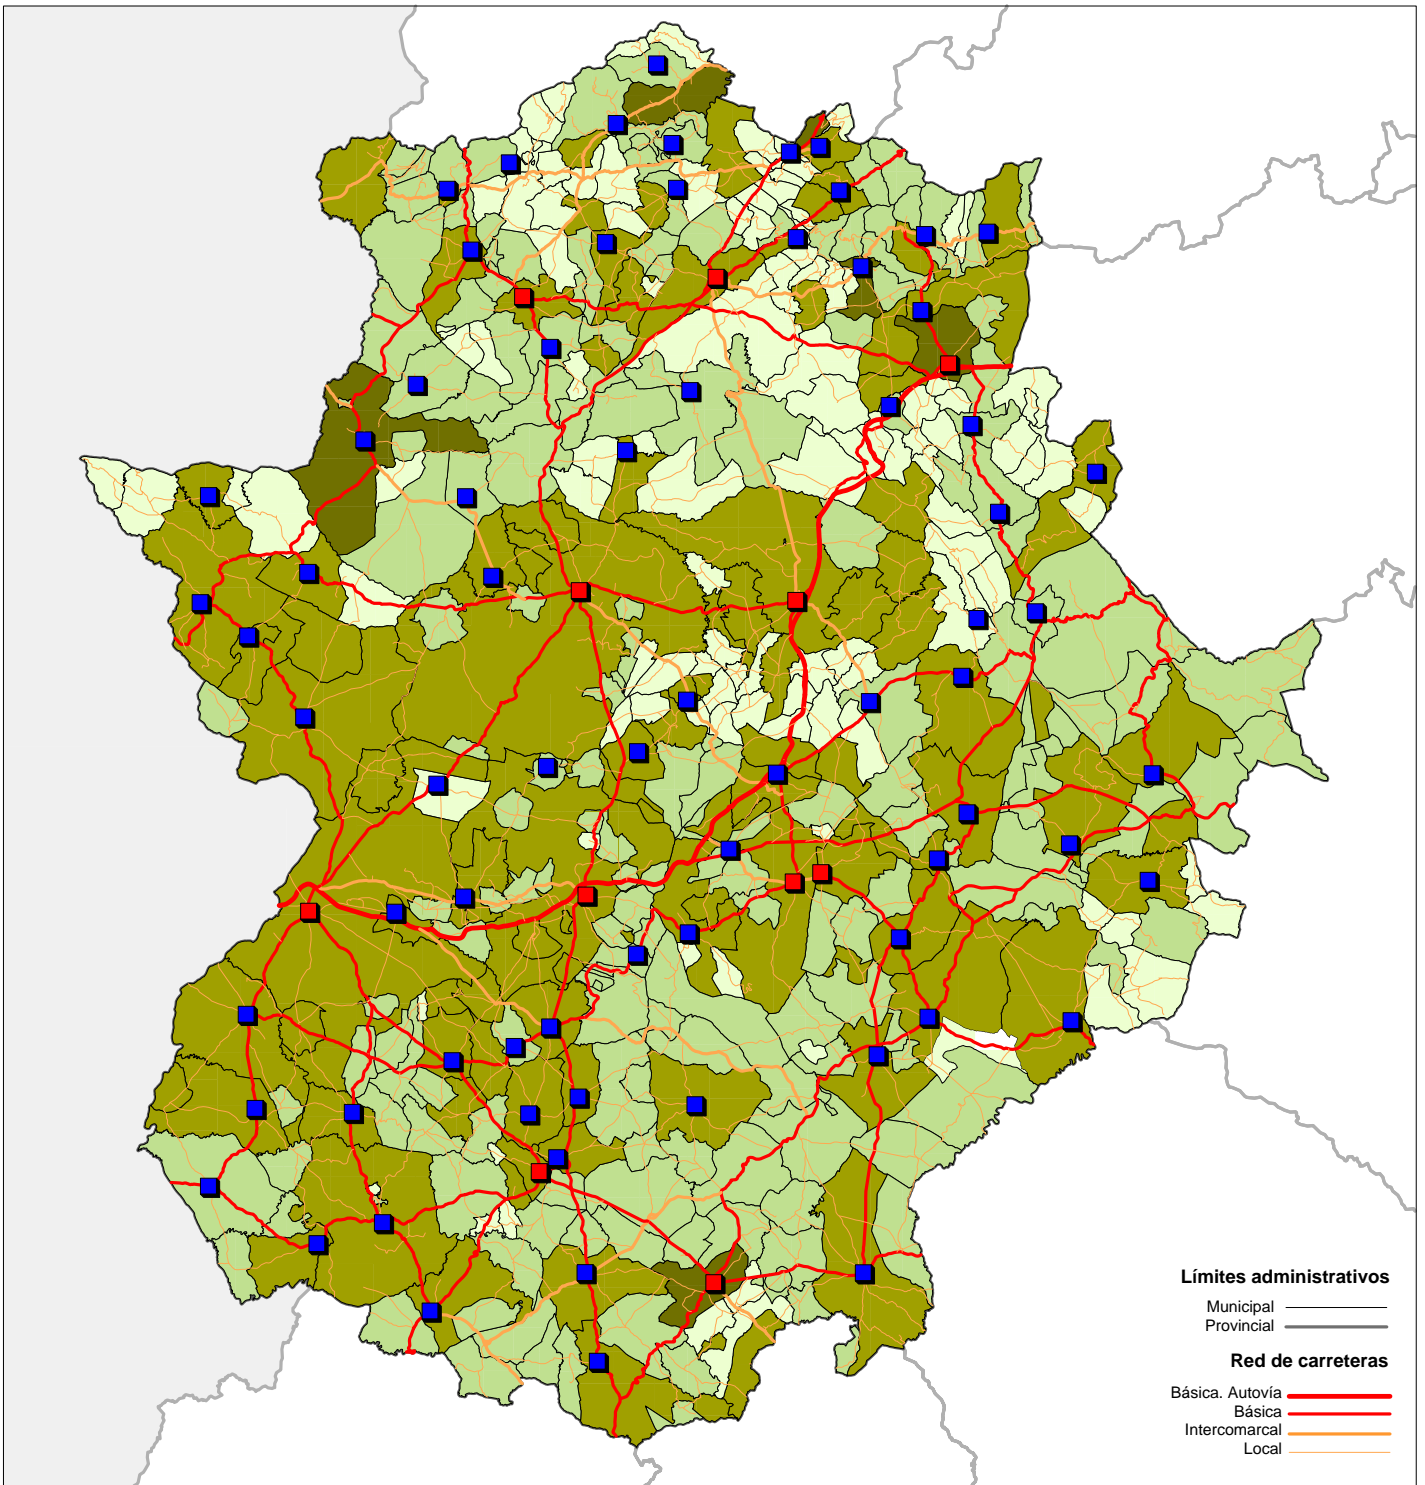 Límites administrativos
Municipal
Provincial
Red de carreteras
Básica. Autovía
Básica
Intercomarcal
Local